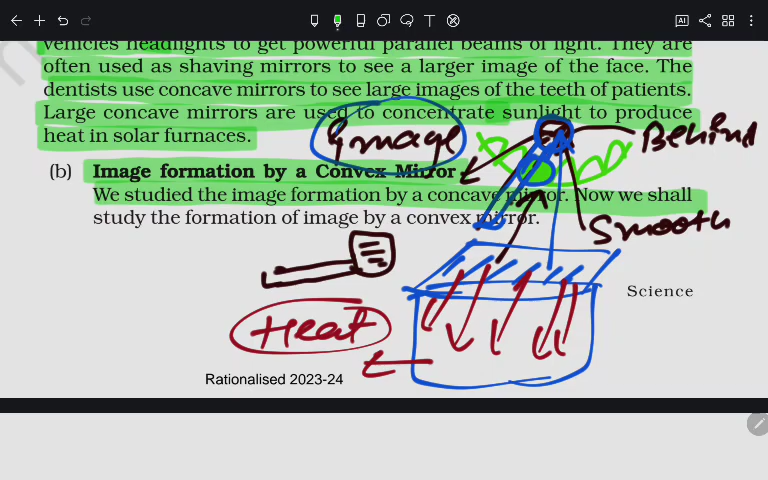 vehicles headlights to get powerful parallel beams of light. They are
often used as shaving mirrors to see a larger image of the face. The
dentists use concave mirrors to see large images of the teeth of patients.
Large concave mirrors are used to concentrate sunlight to produce
heat in solar furnaces.
Image
Behind
(b) Image formation by a Convex Mirror
We studied the image formation by a concave mirror. Now we shall
study the formation of image by a convex mirror.
Smooth
Science
Heat
Rationalised 2023-24